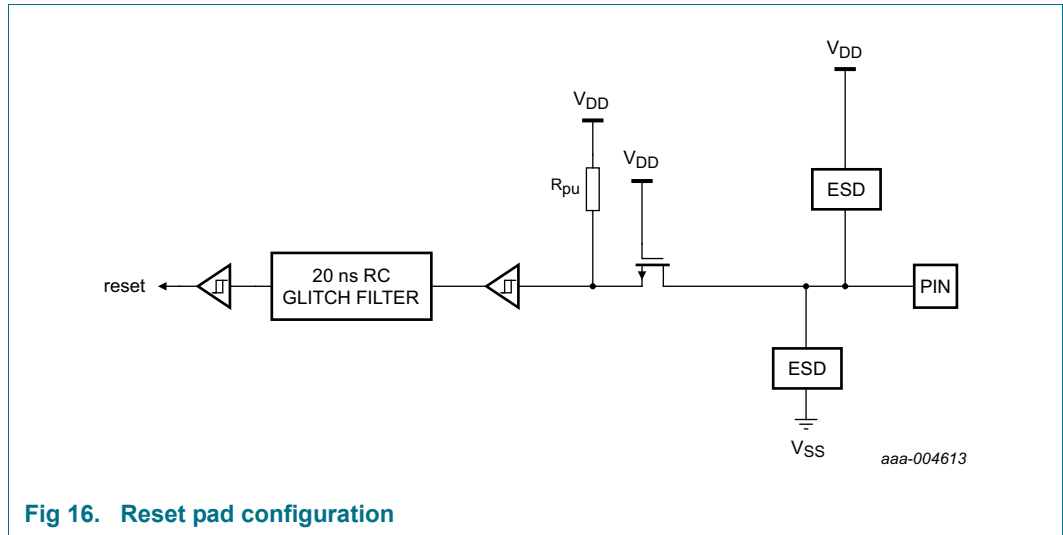 VDD
VDD
VDD
Rpu
ESD
reset
20 ns RC
GLITCH FILTER
PIN
ESD
VSS
aaa-004613
Fig 16. Reset pad configuration